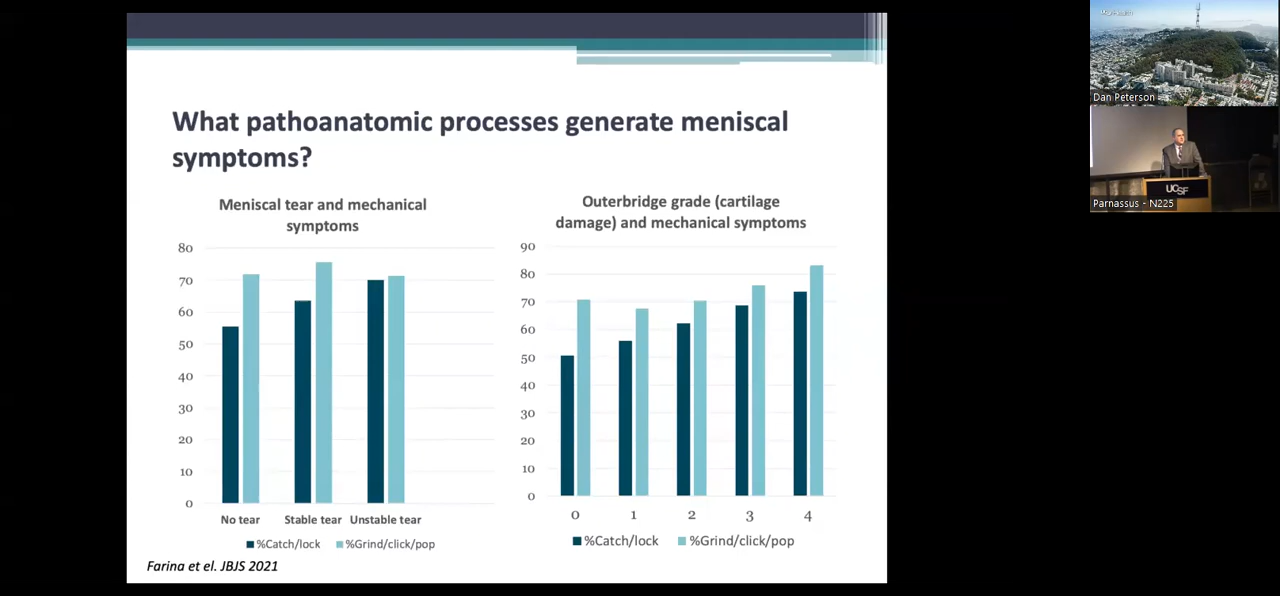 What pathoanatomic processes generate meniscal
symptoms?
Meniscal tear and mechanical
symptoms
80
70
60
50
40
30
20
10
0
No tear Stable tear Unstable tear
%Catch/lock %Grind/click/pop
Outerbridge grade (cartilage
damage) and mechanical symptoms
90
80
70
60
50
40
30
20
10
0
0 1 2 3 4
%Catch/lock %Grind/click/pop
Farina et el. JBJS 2021
Dan Peterson -
UCSF
Parnassus - N225